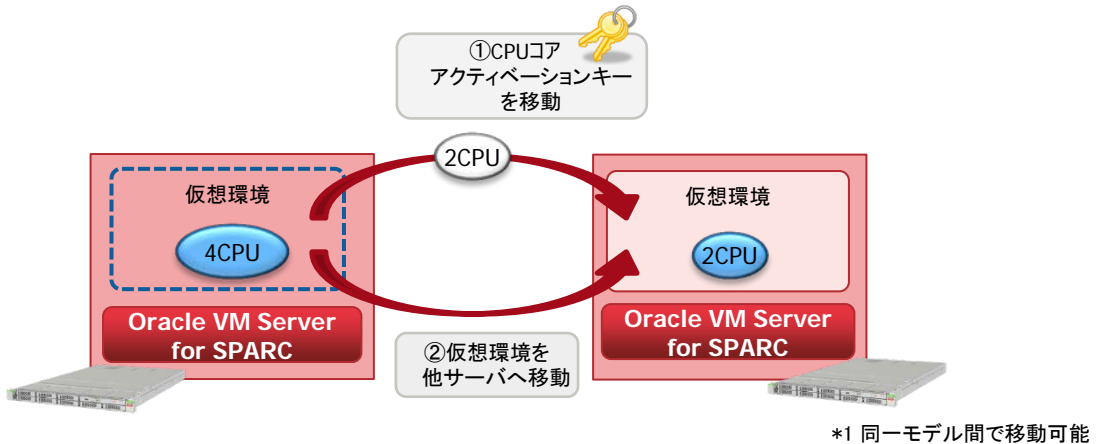 ①CPUコア
アクティベーションキー
を移動
2CPU
仮想環境
4CPU
Oracle VM Server
for SPARC
仮想環境
2CPU
Oracle VM Server
for SPARC
②仮想環境を
他サーバへ移動
*1 同一モデル間で移動可能